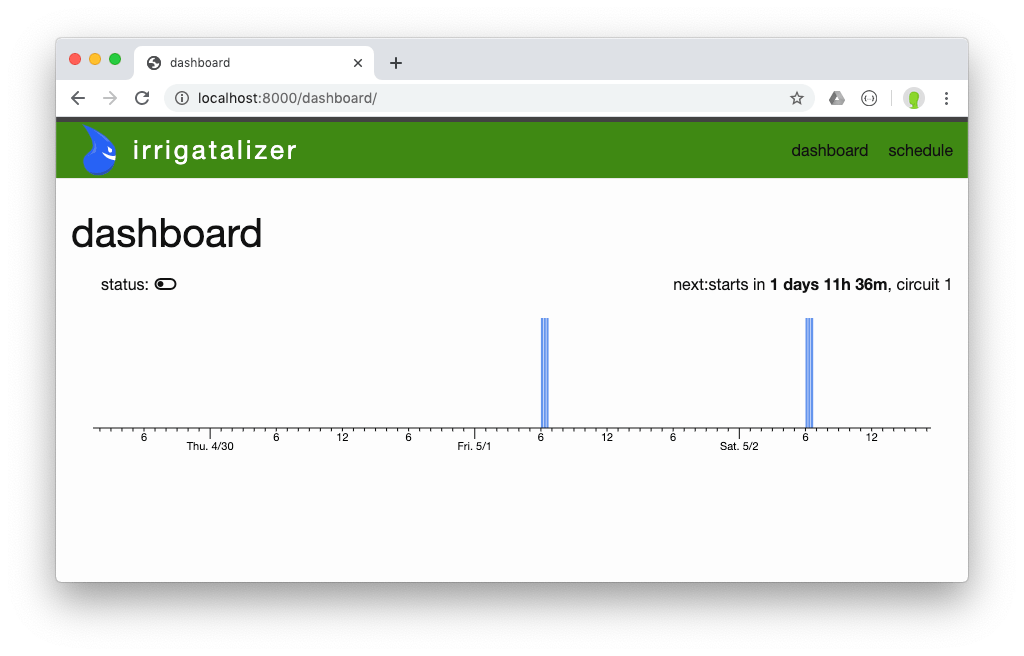 dashboard
localhost:8000/dashboard/
irrigatalizer
dashboard schedule
dashboard
status: next:starts in 1 days 11h 36m, circuit 1
6 6 12 6 6 12 6 6 12
Thu. 4/30 Fri. 5/1 Sat. 5/2